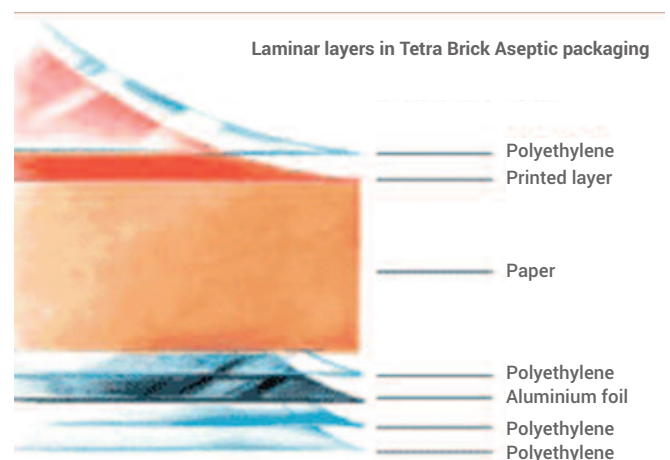 Laminar layers in Tetra Brick Aseptic packaging
Polyethylene
Printed layer
Paper
Polyethylene
Aluminium foil
Polyethylene
Polyethylene